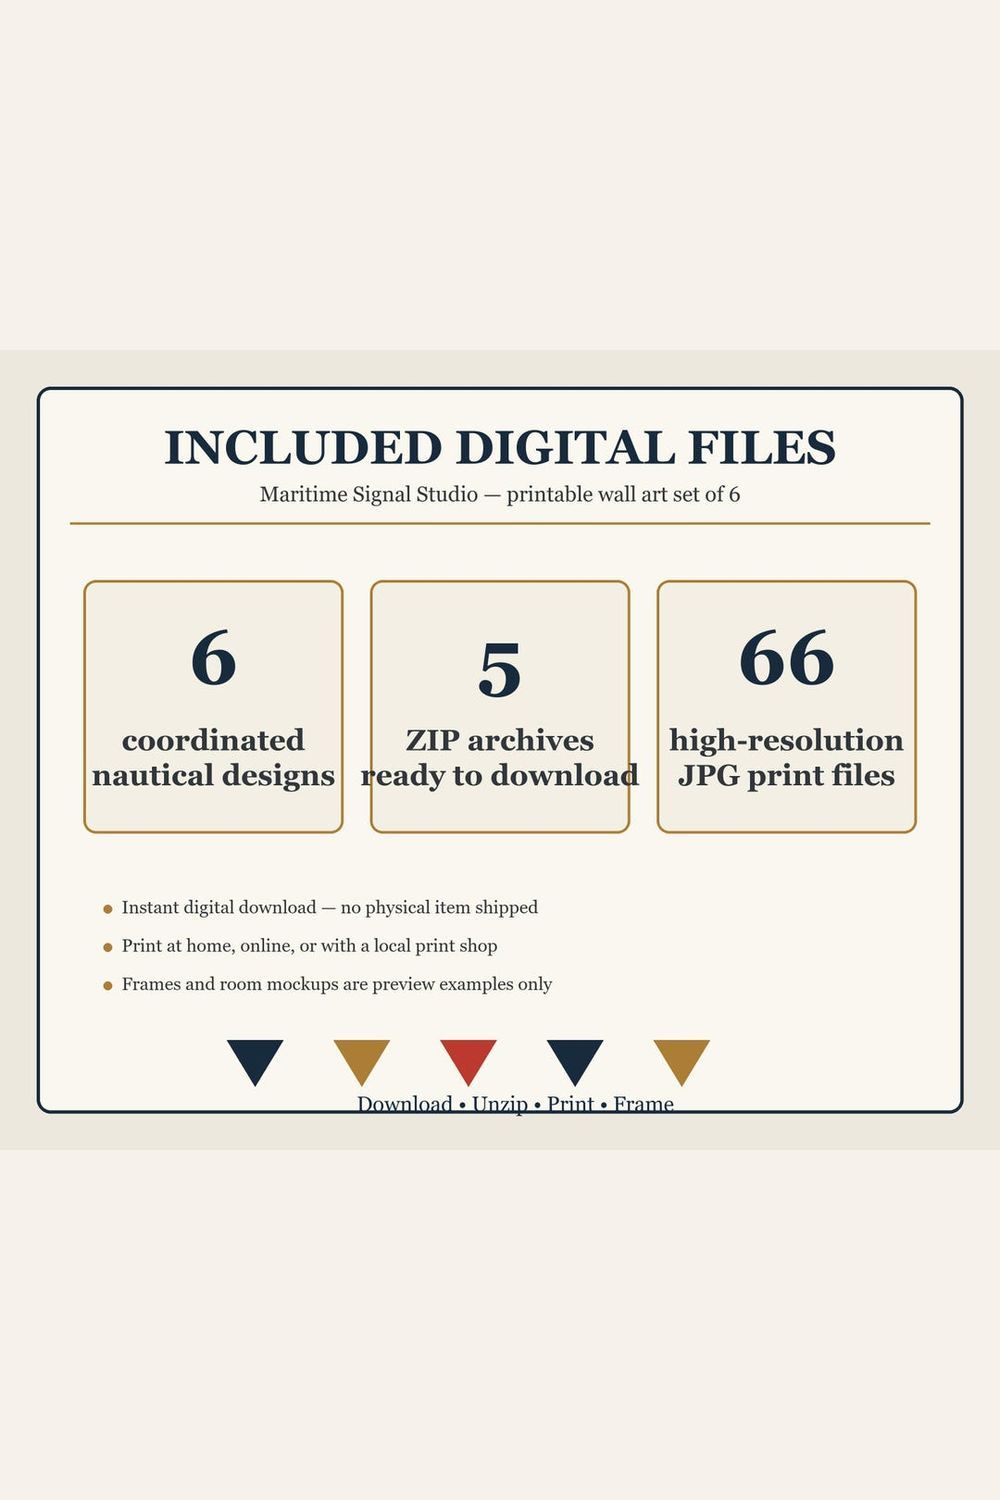 INCLUDED DIGITAL FILES
Maritime Signal Studio — printable wall art set of 6
6
coordinated
nautical designs
5
ZIP archives
ready to download
66
high-resolution
JPG print files
• Instant digital download — no physical item shipped
• Print at home, online, or with a local print shop
• Frames and room mockups are preview examples only
Download • Unzip • Print • Frame